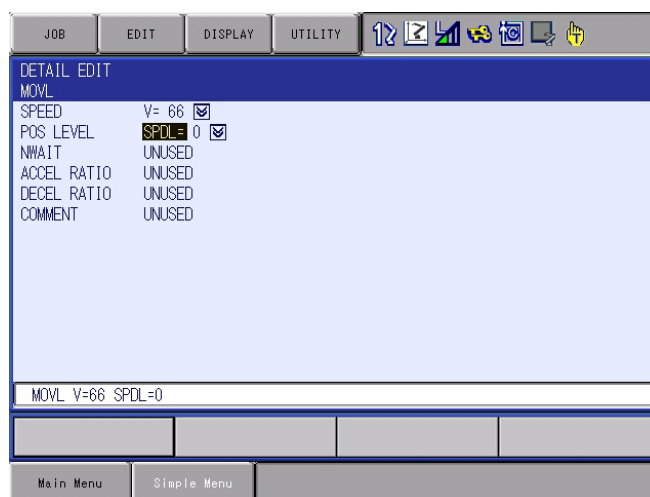 JOB EDIT DISPLAY UTILITY
DETAIL EDIT
MOVL
SPEED V= 66
POS LEVEL SPDL= 0
NWAIT UNUSED
ACCEL RATIO UNUSED
DECEL RATIO UNUSED
COMMENT UNUSED
MOVL V=66 SPDL=0
Main Menu Simple Menu